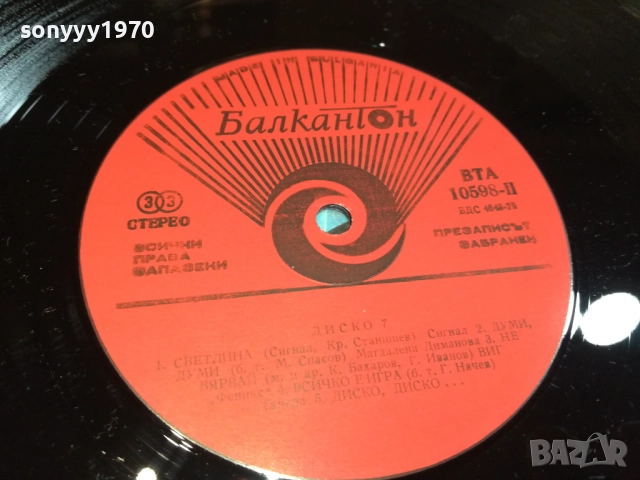 sonyyy1970
MADE IN BULGARIA
Балкантон
ВТА
10598-II
БДС
33
СТЕРЕО
ВСИЧКИ
ПРАВА
ЗАПАЗЕНИ
ПРЕЗАПИСЪТ
ЗАБРАНЕН
ДИСКО 7
1. СВЕТЛИНА (Сигнал, Кр. Станишев) Сигнал 2. ДУМИ,
ДУМИ (б. т. М. Спасов) Магдалена Диманова 3. НЕ
ВЯРВАЙ (м. и ар. К. Бахаров, Г. Иванов) ВИГ
„Феникс" 4. ВСИЧКО Е ИГРА (б. т. Г. Начев)
5. ДИСКО, ДИСКО . . .
BAZAR